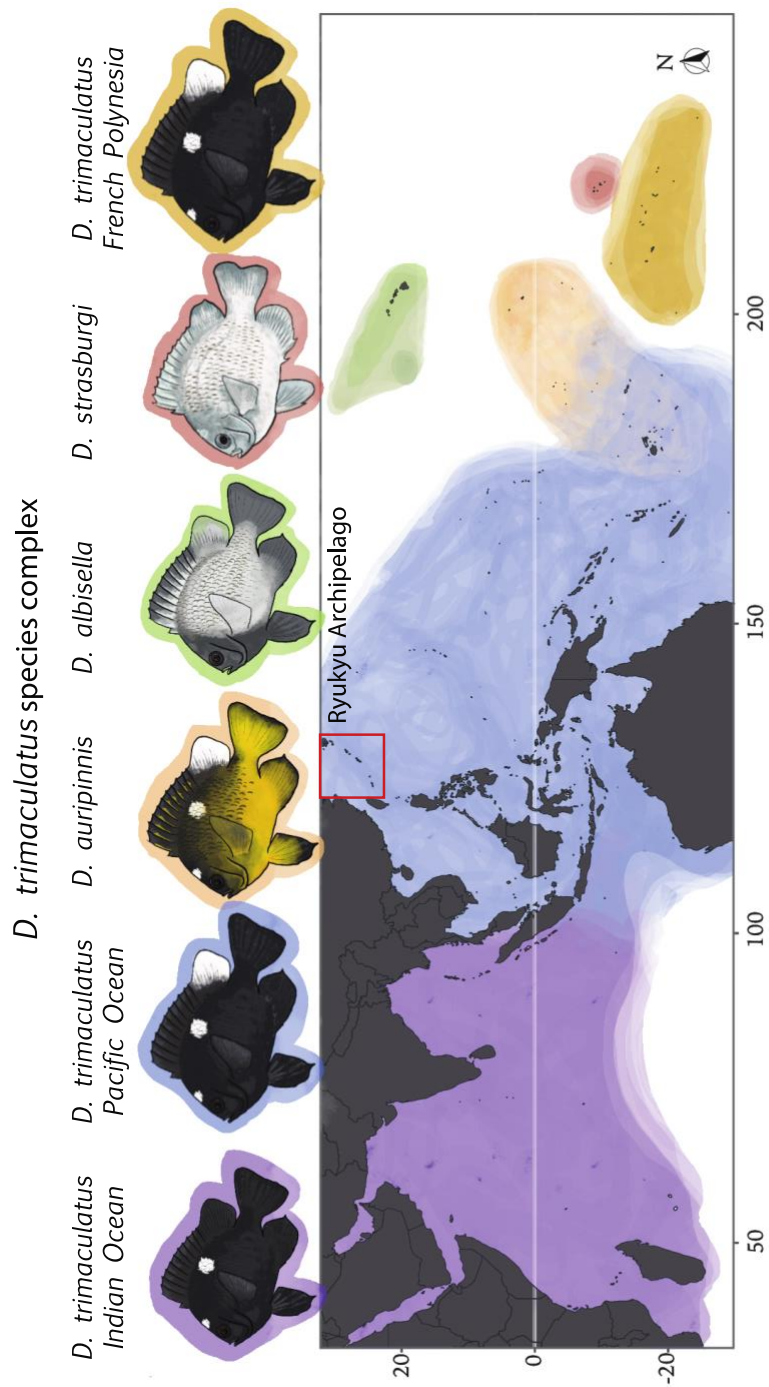 D. trimaculatus species complex
D. trimaculatus
Indian Ocean
D. trimaculatus
Pacific Ocean
D. auripinnis
D. albisella
D. strasburgi
D. trimaculatus
French Polynesia
Ryukyu Archipelago
N
20
0
-20
50
100
150
200